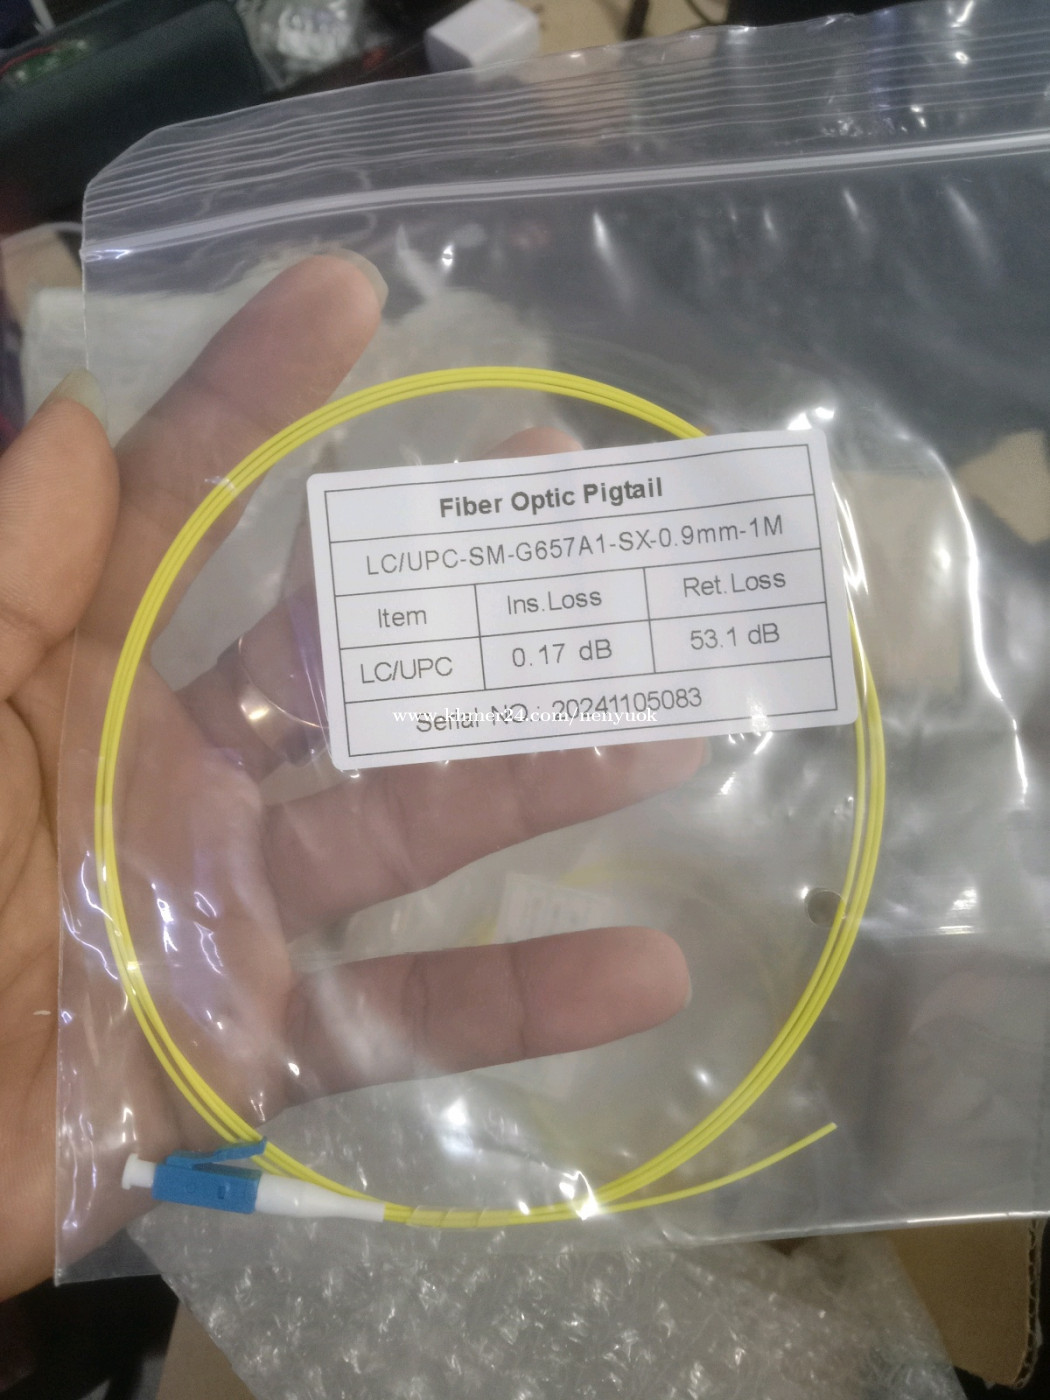 Fiber Optic Pigtail
LC/UPC-SM-G657A1-SX-0.9mm-1M
Item Ins.Loss Ret.Loss
LC/UPC 0.17 dB 53.1 dB
Serial NO.: 20241105083
www.khmer24.com/nenyuok